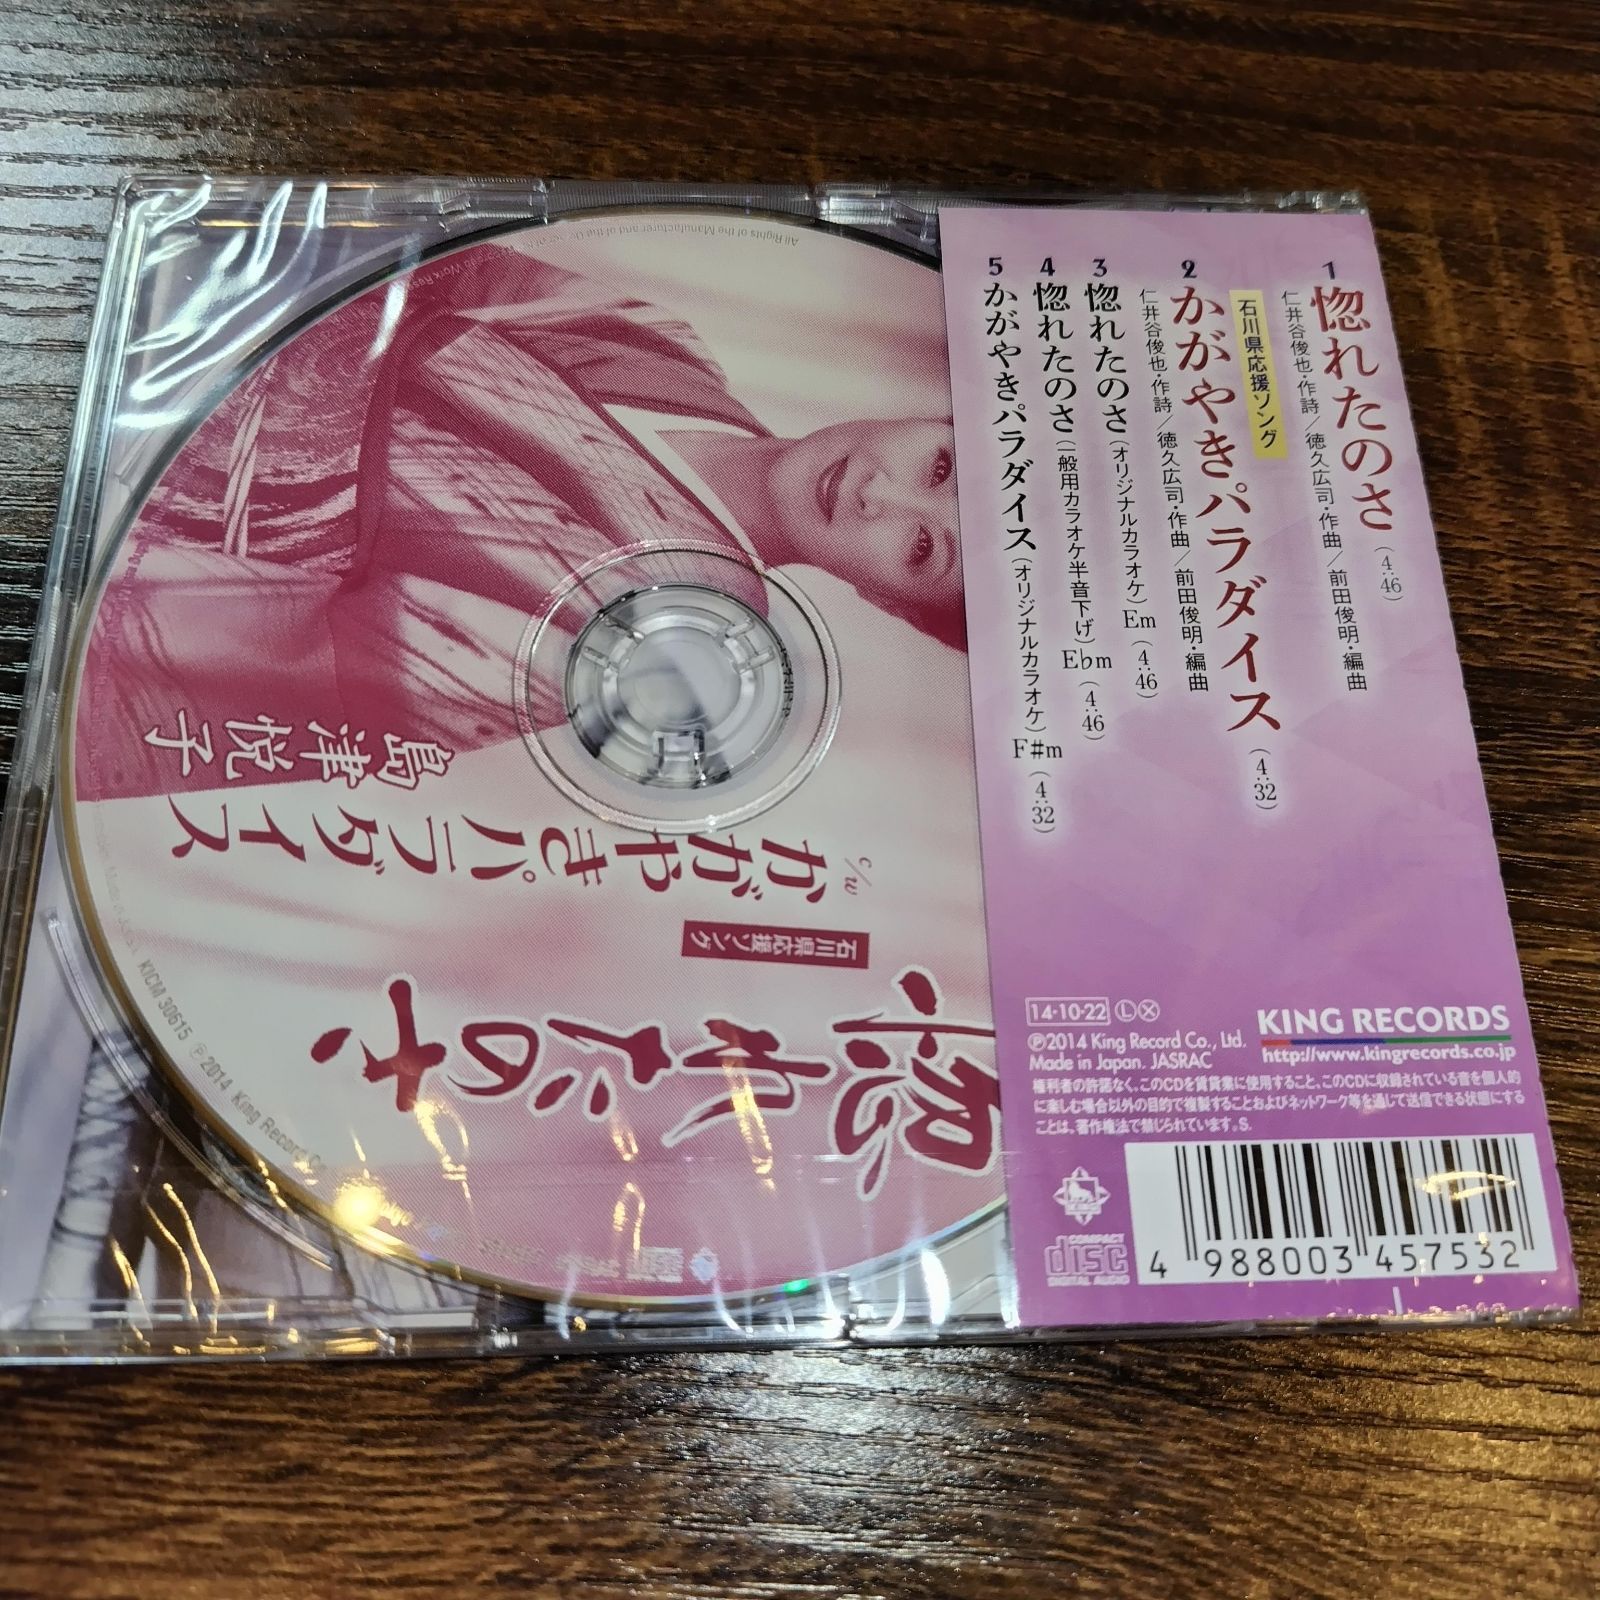 1 惚れたのさ (4:46)
仁井谷俊也・作詩/徳久広司・作曲/前田俊明・編曲
石川県応援ソング
2 かがやきパラダイス (4:32)
仁井谷俊也・作詩/徳久広司・作曲/前田俊明・編曲
3 惚れたのさ (オリジナルカラオケ) Em (4:46)
4 惚れたのさ (一般用カラオケ半音下げ) E♭m (4:46)
5 かがやきパラダイス (オリジナルカラオケ) F#m (4:32)
14・10・22 Ⓛ Ⓧ
KING RECORDS
http://www.kingrecords.co.jp
Ⓟ2014 King Record Co., Ltd.
Made in Japan. JASRAC
権利者の許諾なく、このCDを賃貸業に使用すること、このCDに収録されている音を個人的
に楽しむ場合以外の目的で複製することおよびネットワーク等を通じて送信できる状態にする
ことは、著作権法で禁じられています。S.
KING
COMPACT
disc
DIGITAL AUDIO
4 988003 457532
惚れたのさ
石川県応援ソング
c/w
かがやきパラダイス
島津悦子
KICM 30615 Ⓟ2014 King Record Co.
All Rights of the Manufacturer and of the